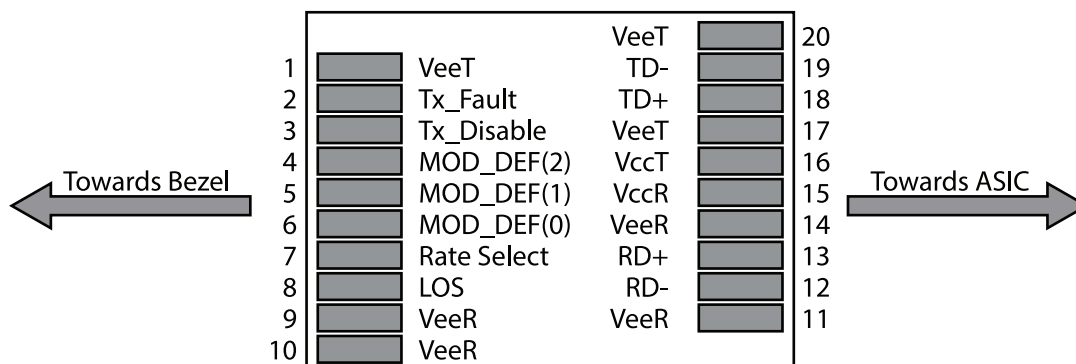 VeeT 20
1 VeeT TD- 19
2 Tx_Fault TD+ 18
3 Tx_Disable VeeT 17
4 MOD_DEF(2) VccT 16
Towards Bezel 5 MOD_DEF(1) VccR 15 Towards ASIC
6 MOD_DEF(0) VeeR 14
7 Rate Select RD+ 13
8 LOS RD- 12
9 VeeR VeeR 11
10 VeeR